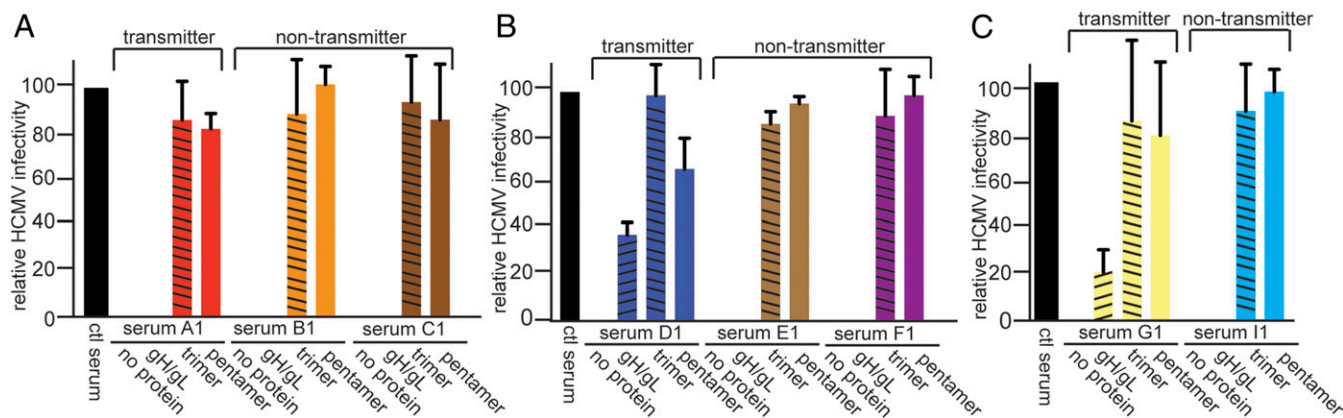 A
transmitter
non-transmitter
relative HCMV infectivity
100
80
60
40
20
0
ctl serum
serum A1
serum B1
serum C1
no protein
gH/gL
trimer
pentamer
no protein
gH/gL
trimer
pentamer
no protein
gH/gL
trimer
pentamer
B
transmitter
non-transmitter
relative HCMV infectivity
100
80
60
40
20
0
ctl serum
serum D1
serum E1
serum F1
no protein
gH/gL
trimer
pentamer
no protein
gH/gL
trimer
pentamer
no protein
gH/gL
trimer
pentamer
C
transmitter
non-transmitter
relative HCMV infectivity
100
80
60
40
20
0
ctl serum
serum G1
serum I1
no protein
gH/gL
trimer
pentamer
no protein
gH/gL
trimer
pentamer